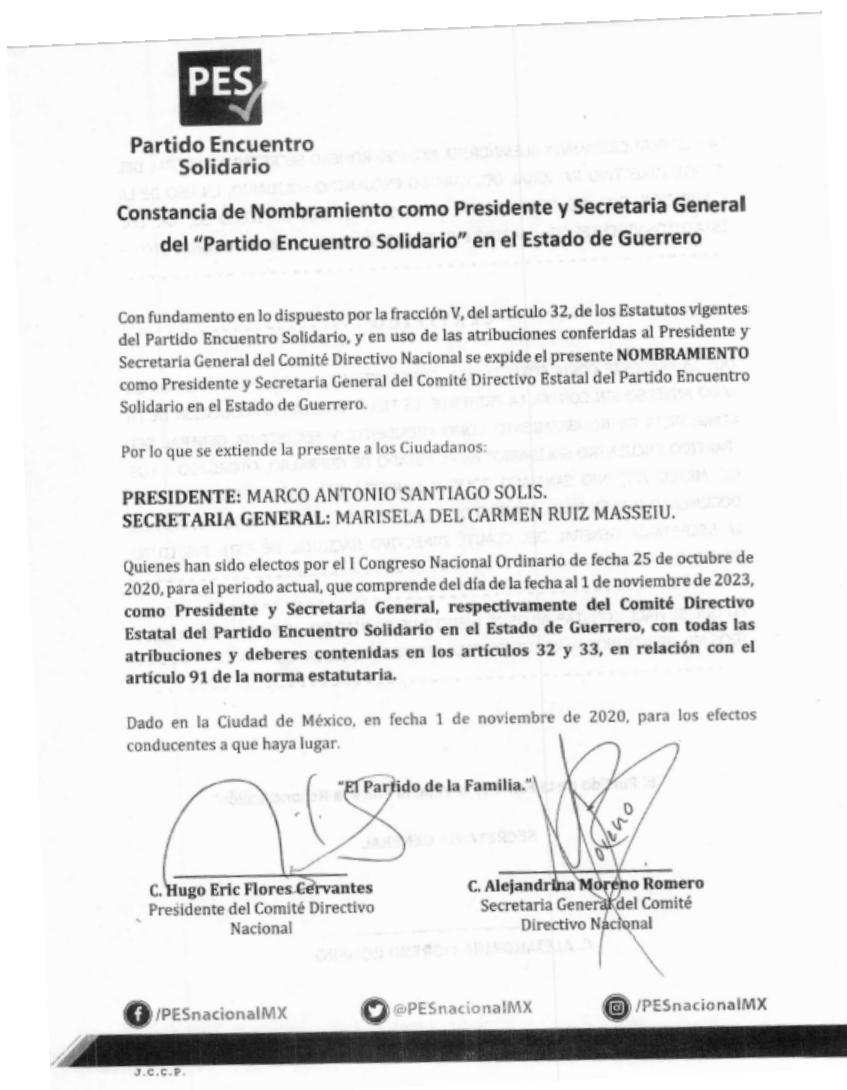 PES
Partido Encuentro
Solidario
Constancia de Nombramiento como Presidente y Secretaria General
del “Partido Encuentro Solidario” en el Estado de Guerrero
Con fundamento en lo dispuesto por la fracción V, del artículo 32, de los Estatutos vigentes
del Partido Encuentro Solidario, y en uso de las atribuciones conferidas al Presidente y
Secretaria General del Comité Directivo Nacional se expide el presente NOMBRAMIENTO
como Presidente y Secretaria General del Comité Directivo Estatal del Partido Encuentro
Solidario en el Estado de Guerrero.
Por lo que se extiende la presente a los Ciudadanos:
PRESIDENTE: MARCO ANTONIO SANTIAGO SOLIS.
SECRETARIA GENERAL: MARISELA DEL CARMEN RUIZ MASSEIU.
Quienes han sido electos por el I Congreso Nacional Ordinario de fecha 25 de octubre de
2020, para el periodo actual, que comprende del día de la fecha al 1 de noviembre de 2023,
como Presidente y Secretaria General, respectivamente del Comité Directivo
Estatal del Partido Encuentro Solidario en el Estado de Guerrero, con todas las
atribuciones y deberes contenidas en los artículos 32 y 33, en relación con el
artículo 91 de la norma estatutaria.
Dado en la Ciudad de México, en fecha 1 de noviembre de 2020, para los efectos
conducentes a que haya lugar.
"El Partido de la Familia."
C. Hugo Eric Flores Cervantes
Presidente del Comité Directivo
Nacional
C. Alejandrina Moreno Romero
Secretaria General del Comité
Directivo Nacional
/PESnacionalMX
@PESnacionalMX
/PESnacionalMX
J.C.C.P.